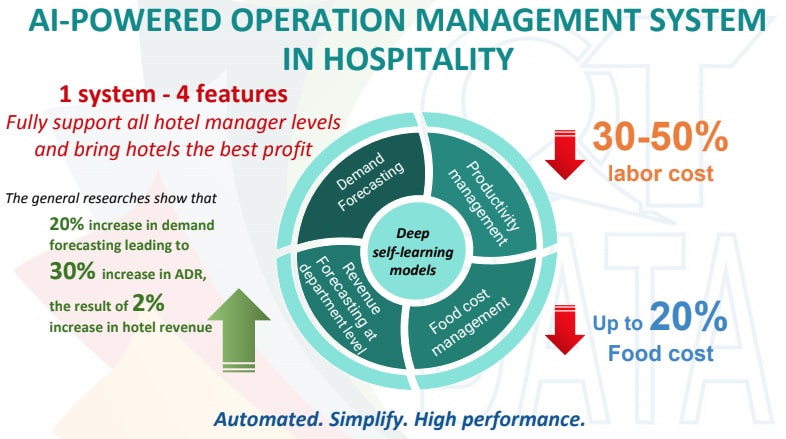 AI-POWERED OPERATION MANAGEMENT SYSTEM
IN HOSPITALITY
1 system - 4 features
Fully support all hotel manager levels
and bring hotels the best profit
The general researches show that
20% increase in demand
forecasting leading to
30% increase in ADR,
the result of 2%
increase in hotel revenue
Demand
Forecasting
Productivity
management
Deep
self-learning
models
Revenue
Forecasting at
department level
Food cost
management
30-50%
labor cost
Up to 20%
Food cost
Automated. Simplify. High performance.
DATA